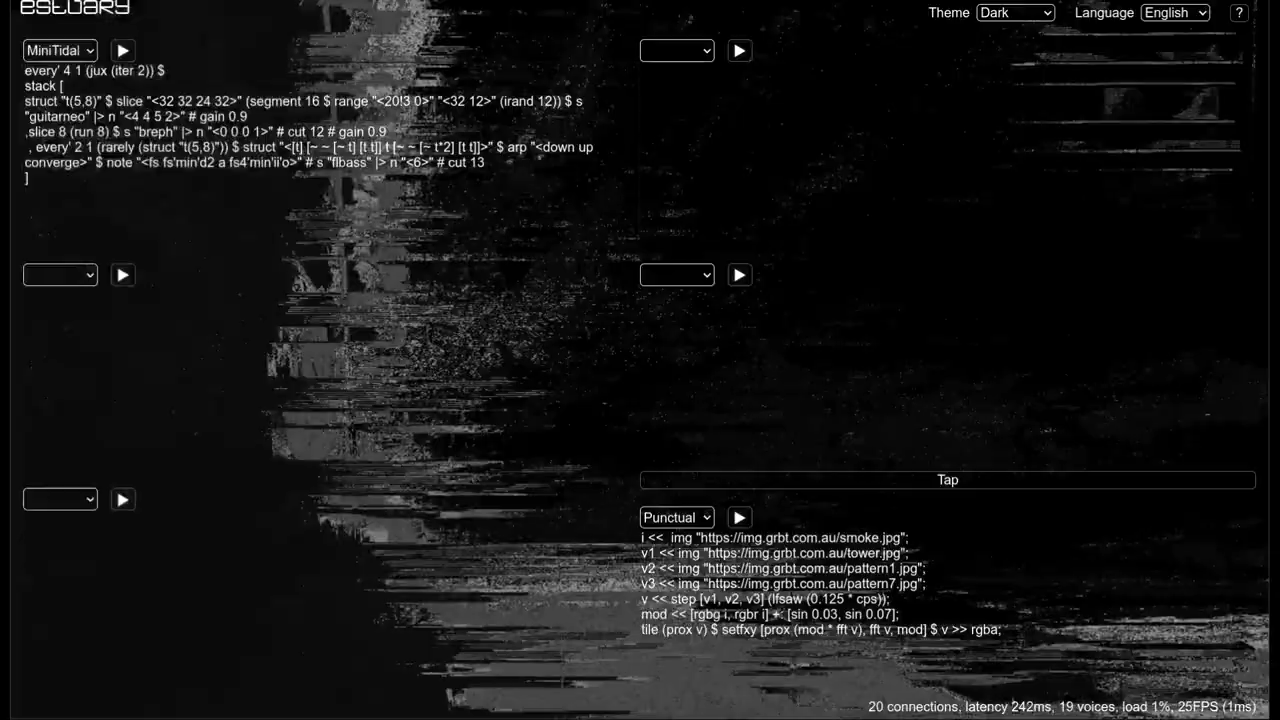 estuary
Theme Dark Language English ?
MiniTidal
every' 4 1 (jux (iter 2)) $
stack [
struct "t(5,8)" $ slice "<32 32 24 32>" (segment 16 $ range "<20!3 0>" "<32 12>" (irand 12)) $ s
"guitarneo" |> n "<4 4 5 2>" # gain 0.9
,slice 8 (run 8) $ s "breph" |> n "<0 0 0 1>" # cut 12 # gain 0.9
, every' 2 1 (rarely (struct "t(5,8)")) $ struct "<[t] [~ ~ [~ t] [t t]] t [~ ~ [~ t*2] [t t]]>" $ arp "<down up
converge>" $ note "<fs fs'min'd2 a fs4'min'ii'o>" # s "flbass" |> n "<6>" # cut 13
]
Tap
Punctual
i << img "https://img.grbt.com.au/smoke.jpg";
v1 << img "https://img.grbt.com.au/tower.jpg";
v2 << img "https://img.grbt.com.au/pattern1.jpg";
v3 << img "https://img.grbt.com.au/pattern7.jpg";
v << step [v1, v2, v3] (lfsaw (0.125 * cps));
mod << [rgbg i, rgbr i] +: [sin 0.03, sin 0.07];
tile (prox v) $ setfxy [prox (mod * fft v), fft v, mod] $ v >> rgba;
20 connections, latency 242ms, 19 voices, load 1%, 25FPS (1ms)